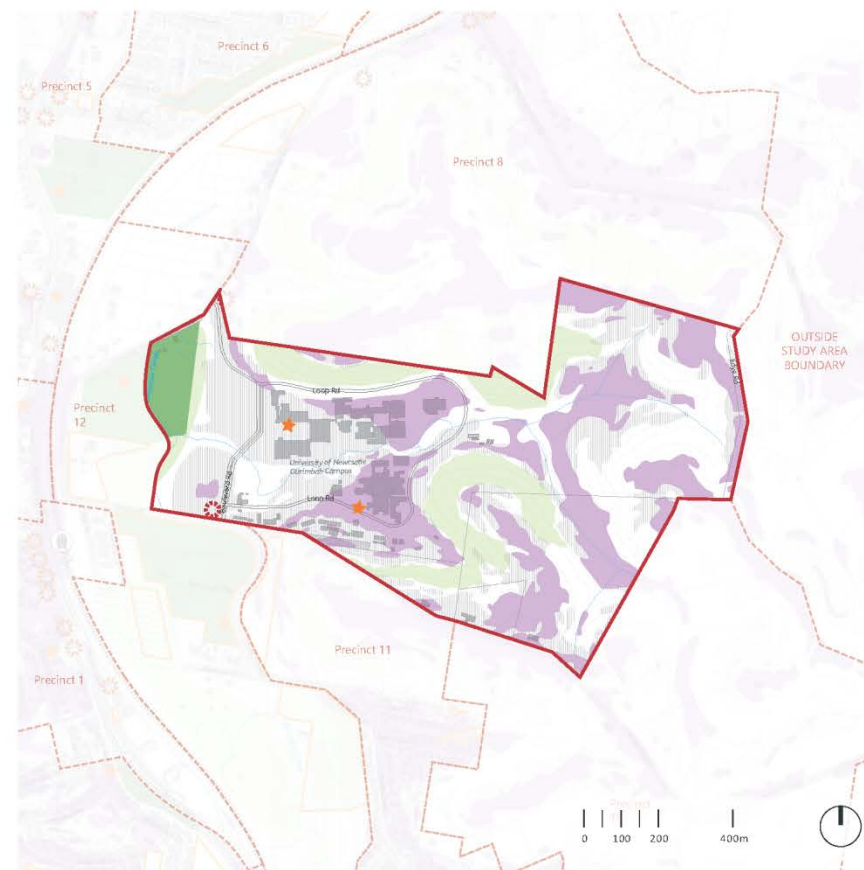 Precinct 6
Precinct 5
Precinct 8
OUTSIDE
STUDY AREA
BOUNDARY
Precinct
12
Loop Rd
University of Newcastle
Ourimbah Campus
Loop Rd
Precinct 11
Precinct 1
0 100 200 400m